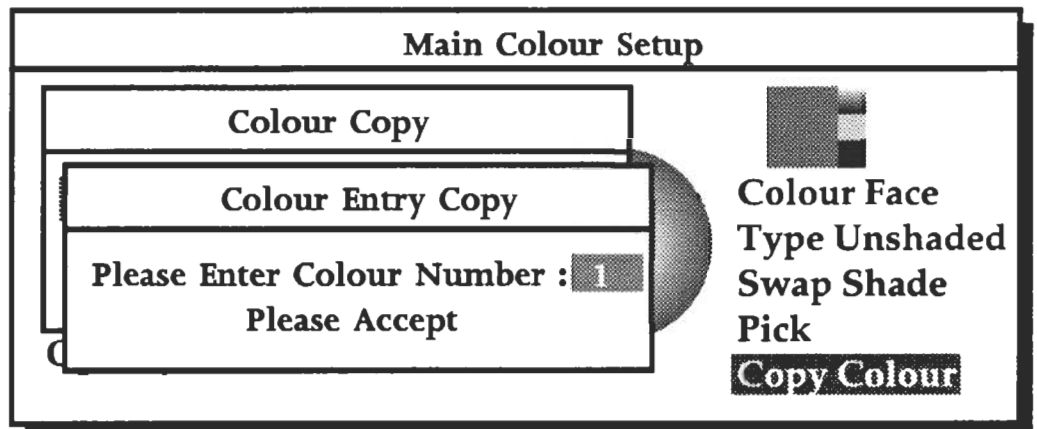 Main Colour Setup
Colour Copy
Colour Entry Copy
Please Enter Colour Number : 1
Please Accept
Colour Face
Type Unshaded
Swap Shade
Pick
Copy Colour